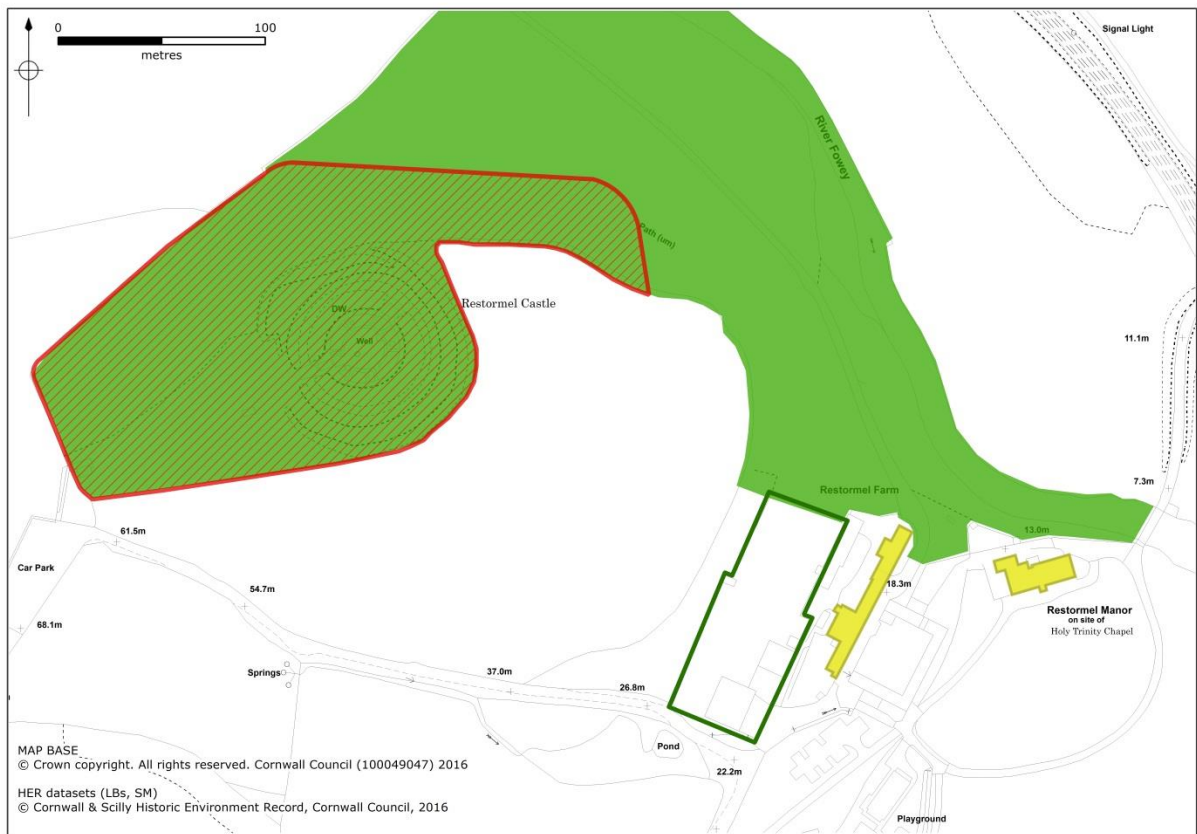 0
100
metres
Signal Light
River Fowey
Path (um)
Restormel Castle
DW
Well
11.1m
7.3m
Restormel Farm
13.0m
61.5m
Car Park
54.7m
18.3m
Restormel Manor
on site of
Holy Trinity Chapel
68.1m
Springs
37.0m
26.8m
Pond
22.2m
MAP BASE
© Crown copyright. All rights reserved. Cornwall Council (100049047) 2016
HER datasets (LBs, SM)
© Cornwall & Scilly Historic Environment Record, Cornwall Council, 2016
Playground